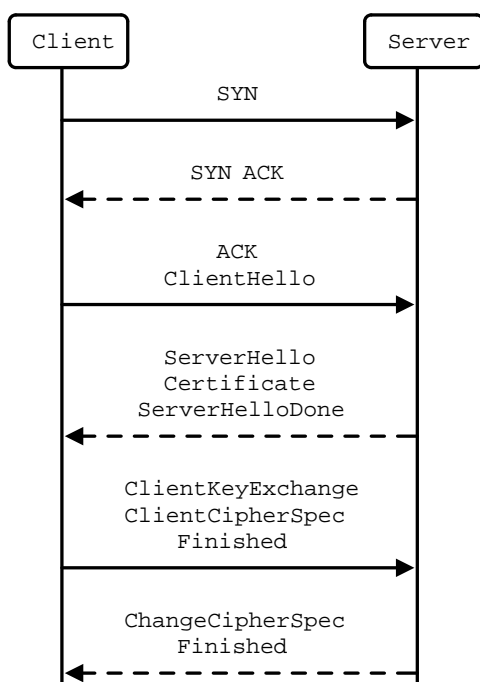 Client
Server
SYN
SYN ACK
ACK
ClientHello
ServerHello
Certificate
ServerHelloDone
ClientKeyExchange
ClientCipherSpec
Finished
ChangeCipherSpec
Finished